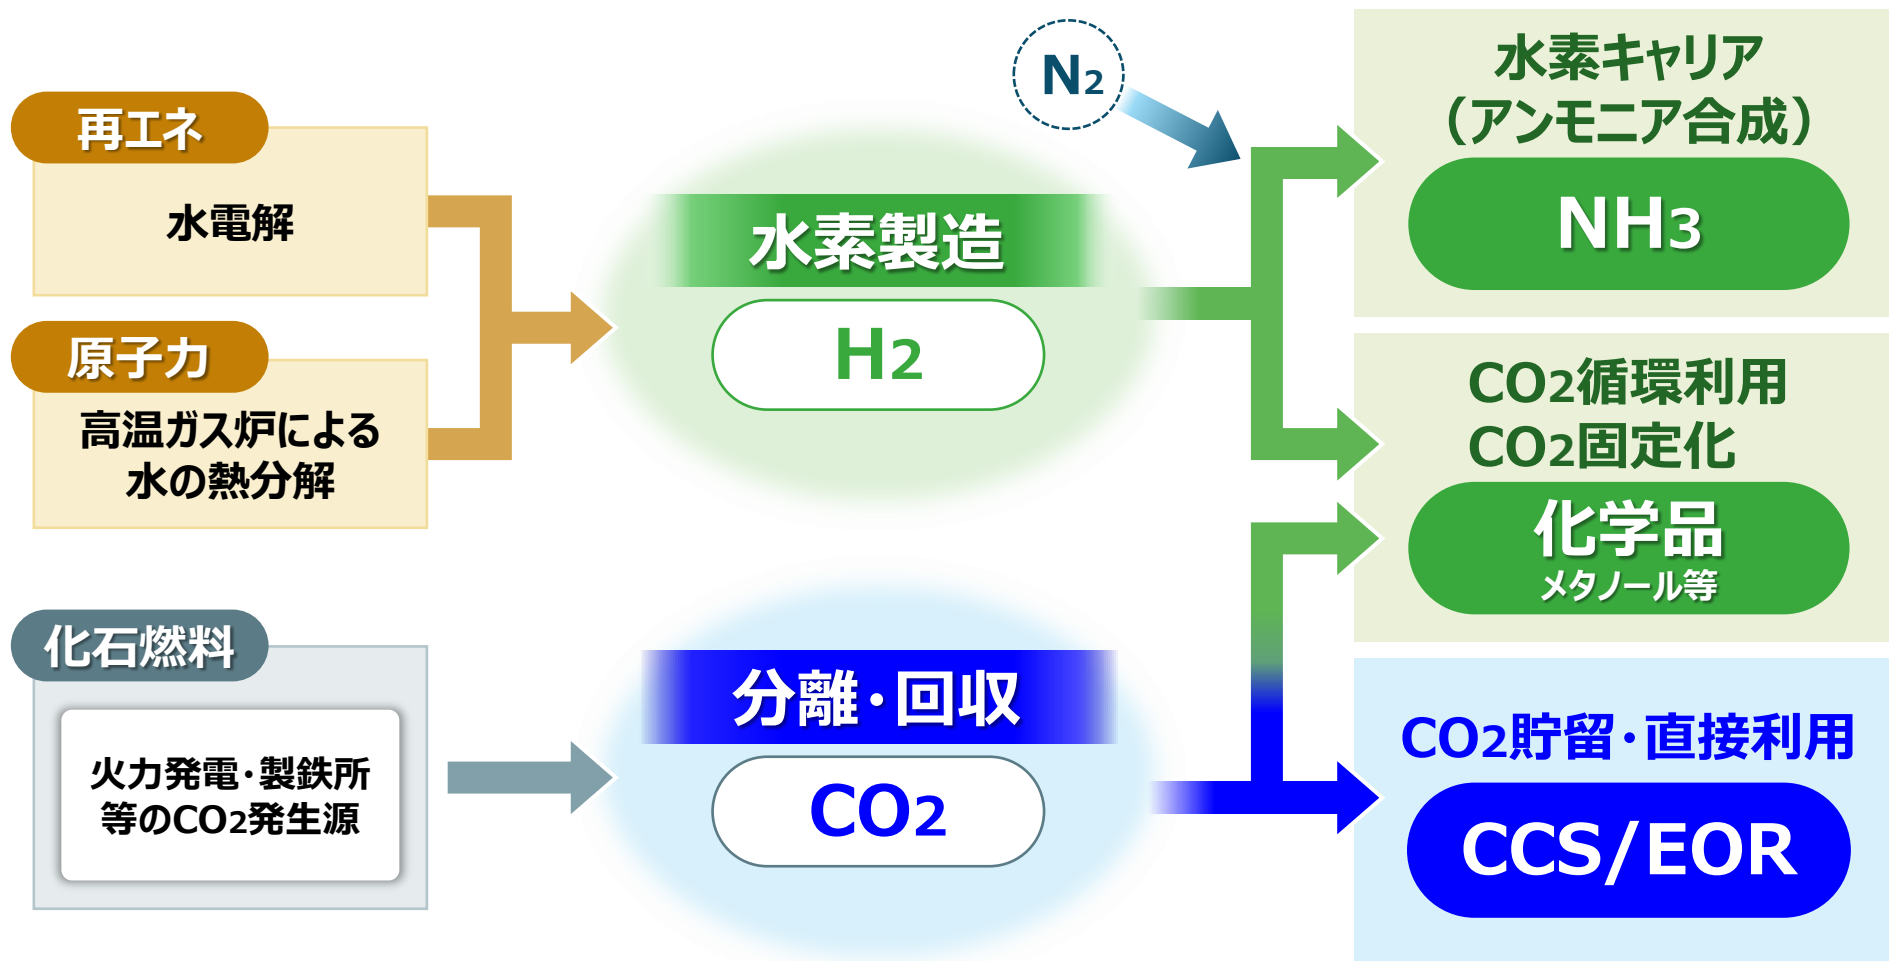 再エネ
水電解
原子力
高温ガス炉による
水の熱分解
化石燃料
火力発電・製鉄所
等のCO2発生源
水素製造
H2
分離・回収
CO2
N2
水素キャリア
（アンモニア合成）
NH3
CO2循環利用
CO2固定化
化学品
メタノール等
CO2貯留・直接利用
CCS/EOR